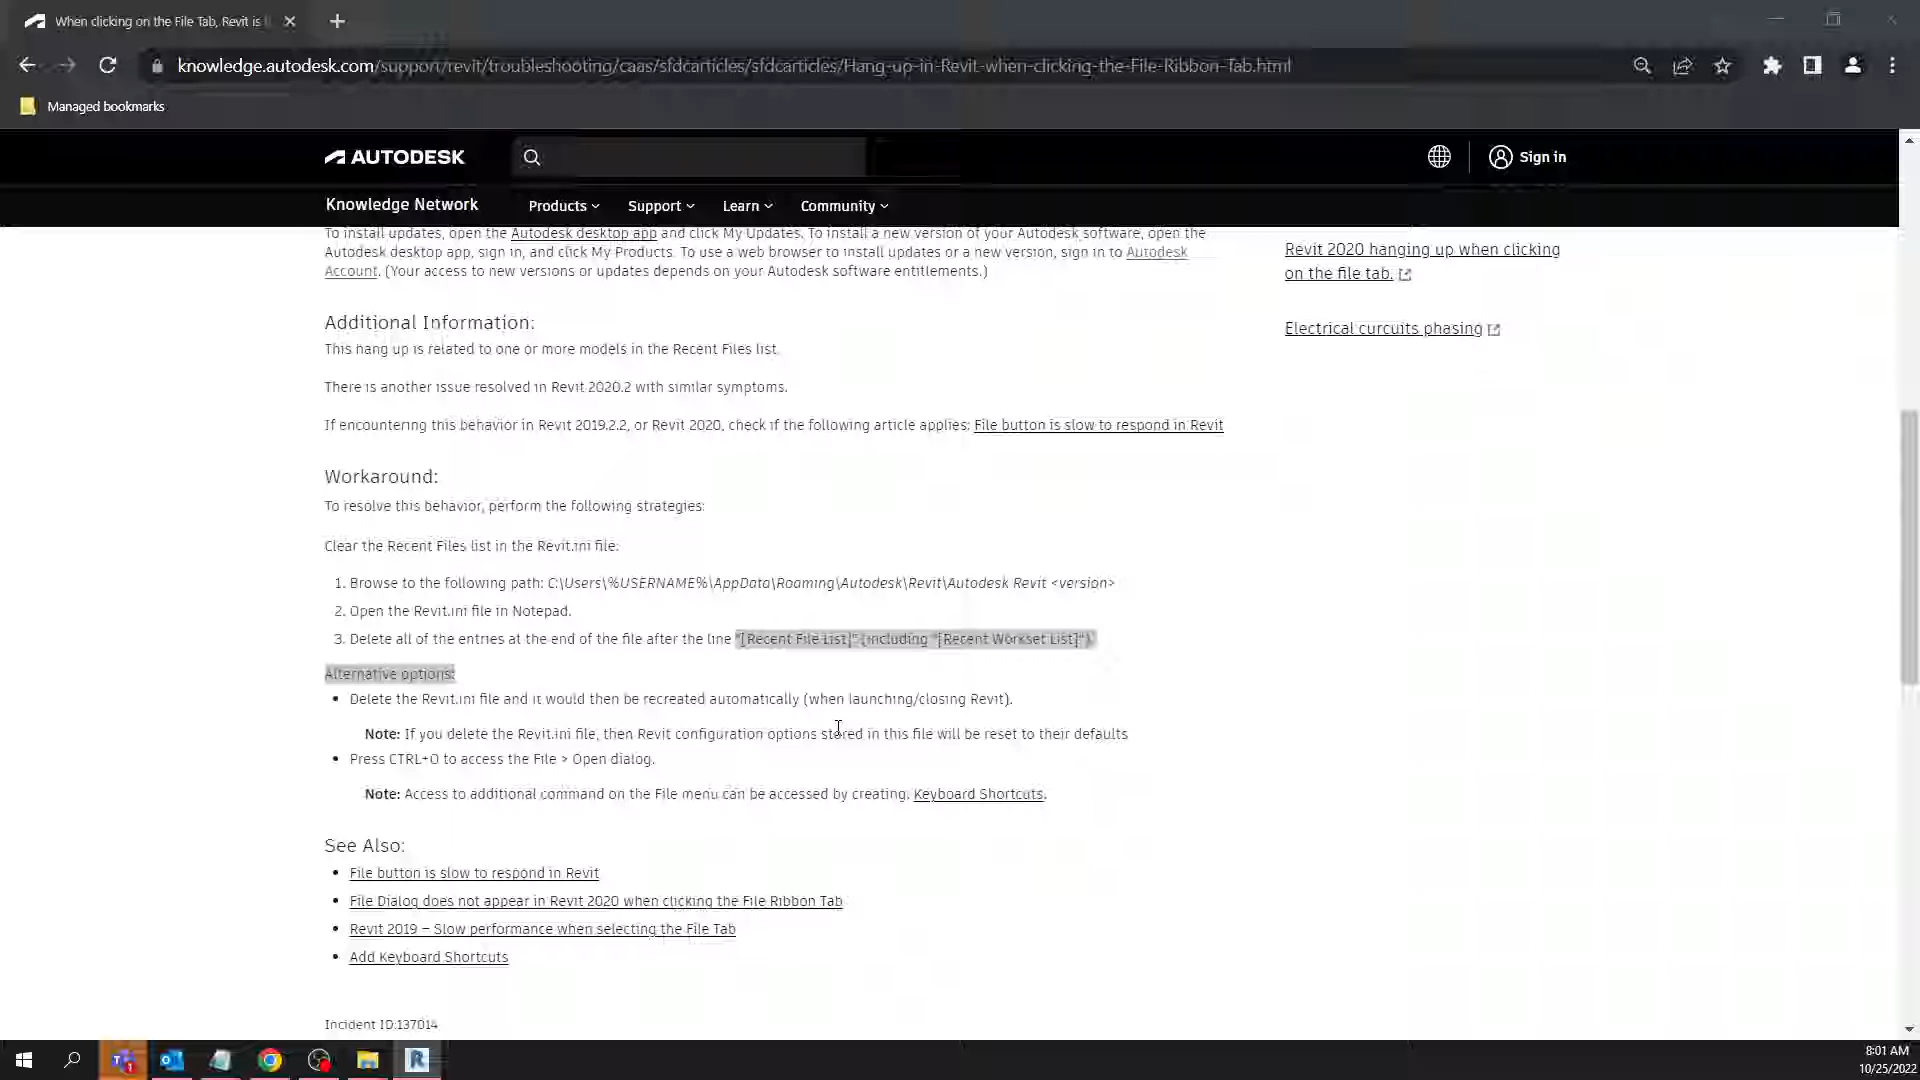 When clicking on the File Tab, Revit is
knowledge.autodesk.com/support/revit/troubleshooting/caas/sfdcarticles/sfdcarticles/Hang-up-in-Revit-when-clicking-the-File-Ribbon-Tab.html
Managed bookmarks
AUTODESK
Sign in
Knowledge Network
Products
Support
Learn
Community
To install updates, open the Autodesk desktop app and click My Updates. To install a new version of your Autodesk software, open the
Autodesk desktop app, sign in, and click My Products. To use a web browser to install updates or a new version, sign in to Autodesk
Account. (Your access to new versions or updates depends on your Autodesk software entitlements.)
Revit 2020 hanging up when clicking
on the file tab.
Electrical curcuits phasing
Additional Information:
This hang up is related to one or more models in the Recent Files list.
There is another issue resolved in Revit 2020.2 with similar symptoms.
If encountering this behavior in Revit 2019.2.2, or Revit 2020, check if the following article applies: File button is slow to respond in Revit
Workaround:
To resolve this behavior, perform the following strategies:
Clear the Recent Files list in the Revit.ini file:
1. Browse to the following path: C:\Users\%USERNAME%\AppData\Roaming\Autodesk\Revit\Autodesk Revit <version>
2. Open the Revit.ini file in Notepad.
3. Delete all of the entries at the end of the file after the line "[Recent File List]" (including "[Recent Workset List]").
Alternative options:
• Delete the Revit.ini file and it would then be recreated automatically (when launching/closing Revit).
Note: If you delete the Revit.ini file, then Revit configuration options stored in this file will be reset to their defaults
• Press CTRL+O to access the File > Open dialog.
Note: Access to additional command on the File menu can be accessed by creating. Keyboard Shortcuts.
See Also:
• File button is slow to respond in Revit
• File Dialog does not appear in Revit 2020 when clicking the File Ribbon Tab
• Revit 2019 – Slow performance when selecting the File Tab
• Add Keyboard Shortcuts
Incident ID:137014
8:01 AM
10/25/2022